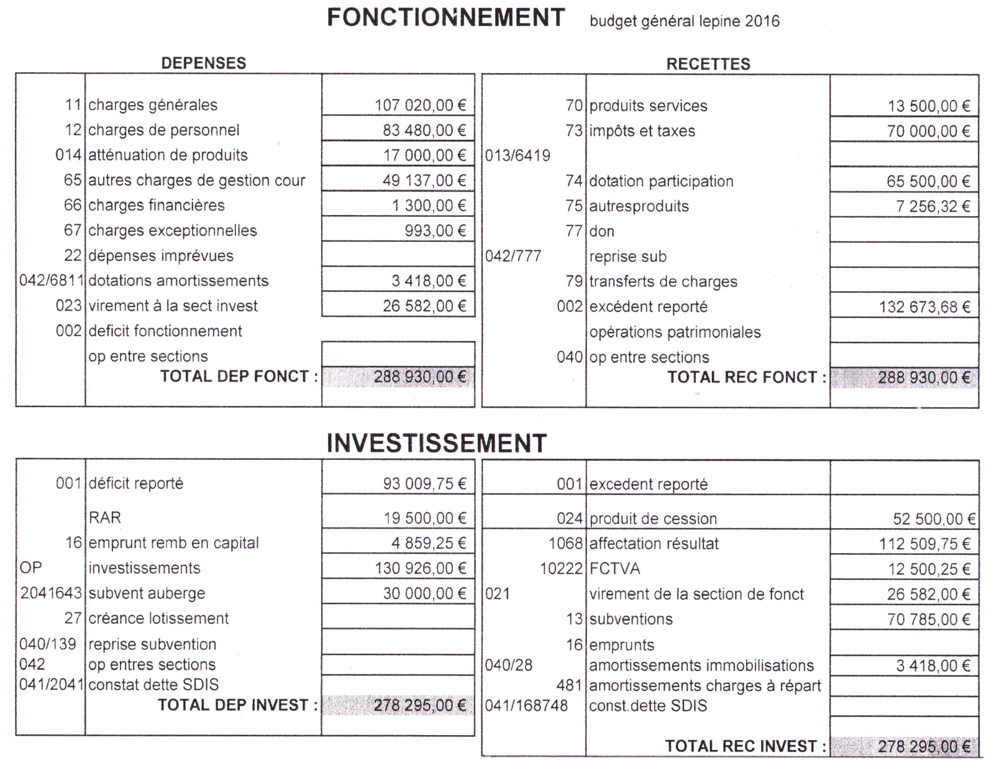 FONCTIONNEMENT budget général lepine 2016
DEPENSES
11 charges générales 107 020,00 €
12 charges de personnel 83 480,00 €
014 atténuation de produits 17 000,00 €
65 autres charges de gestion cour 49 137,00 €
66 charges financières 1 300,00 €
67 charges exceptionnelles 993,00 €
22 dépenses imprévues
042/6811 dotations amortissements 3 418,00 €
023 virement à la sect invest 26 582,00 €
002 deficit fonctionnement
op entre sections
TOTAL DEP FONCT : 288 930,00 €
RECETTES
70 produits services 13 500,00 €
73 impôts et taxes 70 000,00 €
013/6419
74 dotation participation 65 500,00 €
75 autresproduits 7 256,32 €
77 don
042/777 reprise sub
79 transferts de charges
002 excédent reporté 132 673,68 €
opérations patrimoniales
040 op entre sections
TOTAL REC FONCT : 288 930,00 €
INVESTISSEMENT
001 déficit reporté 93 009,75 €
RAR 19 500,00 €
16 emprunt remb en capital 4 859,25 €
OP investissements 130 926,00 €
2041643 subvent auberge 30 000,00 €
27 créance lotissement
040/139 reprise subvention
042 op entres sections
041/2041 constat dette SDIS
TOTAL DEP INVEST : 278 295,00 €
001 excedent reporté
024 produit de cession 52 500,00 €
1068 affectation résultat 112 509,75 €
10222 FCTVA 12 500,25 €
021 virement de la section de fonct 26 582,00 €
13 subventions 70 785,00 €
16 emprunts
040/28 amortissements immobilisations 3 418,00 €
481 amortissements charges à répart
041/168748 const.dette SDIS
TOTAL REC INVEST : 278 295,00 €